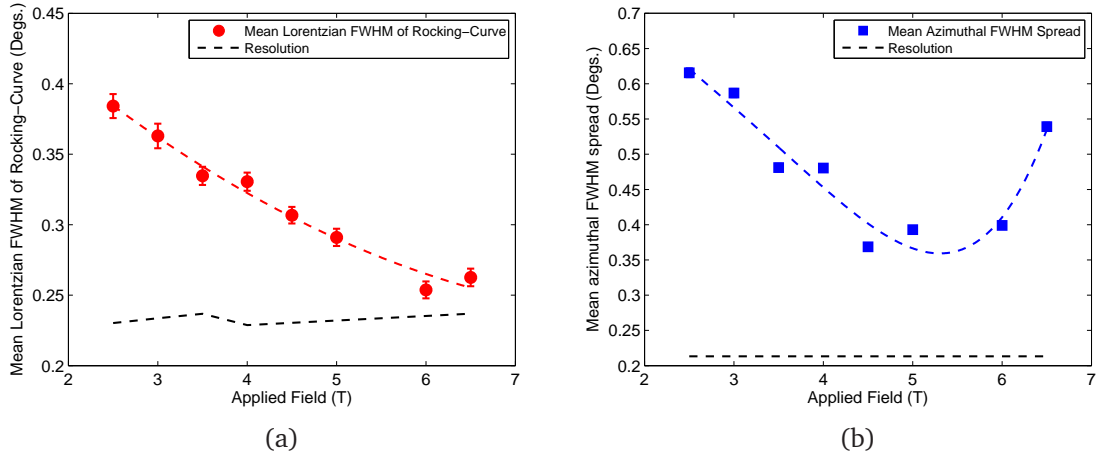 Mean Lorentzian FWHM of Rocking−Curve (Degs.)
0.45
0.4
0.35
0.3
0.25
0.2
Mean Lorentzian FWHM of Rocking−Curve
Resolution
2 3 4 5 6 7
Applied Field (T)
(a)
Mean azimuthal FWHM spread (Degs.)
0.7
0.65
0.6
0.55
0.5
0.45
0.4
0.35
0.3
0.25
0.2
Mean Azimuthal FWHM Spread
Resolution
2 3 4 5 6 7
Applied Field (T)
(b)